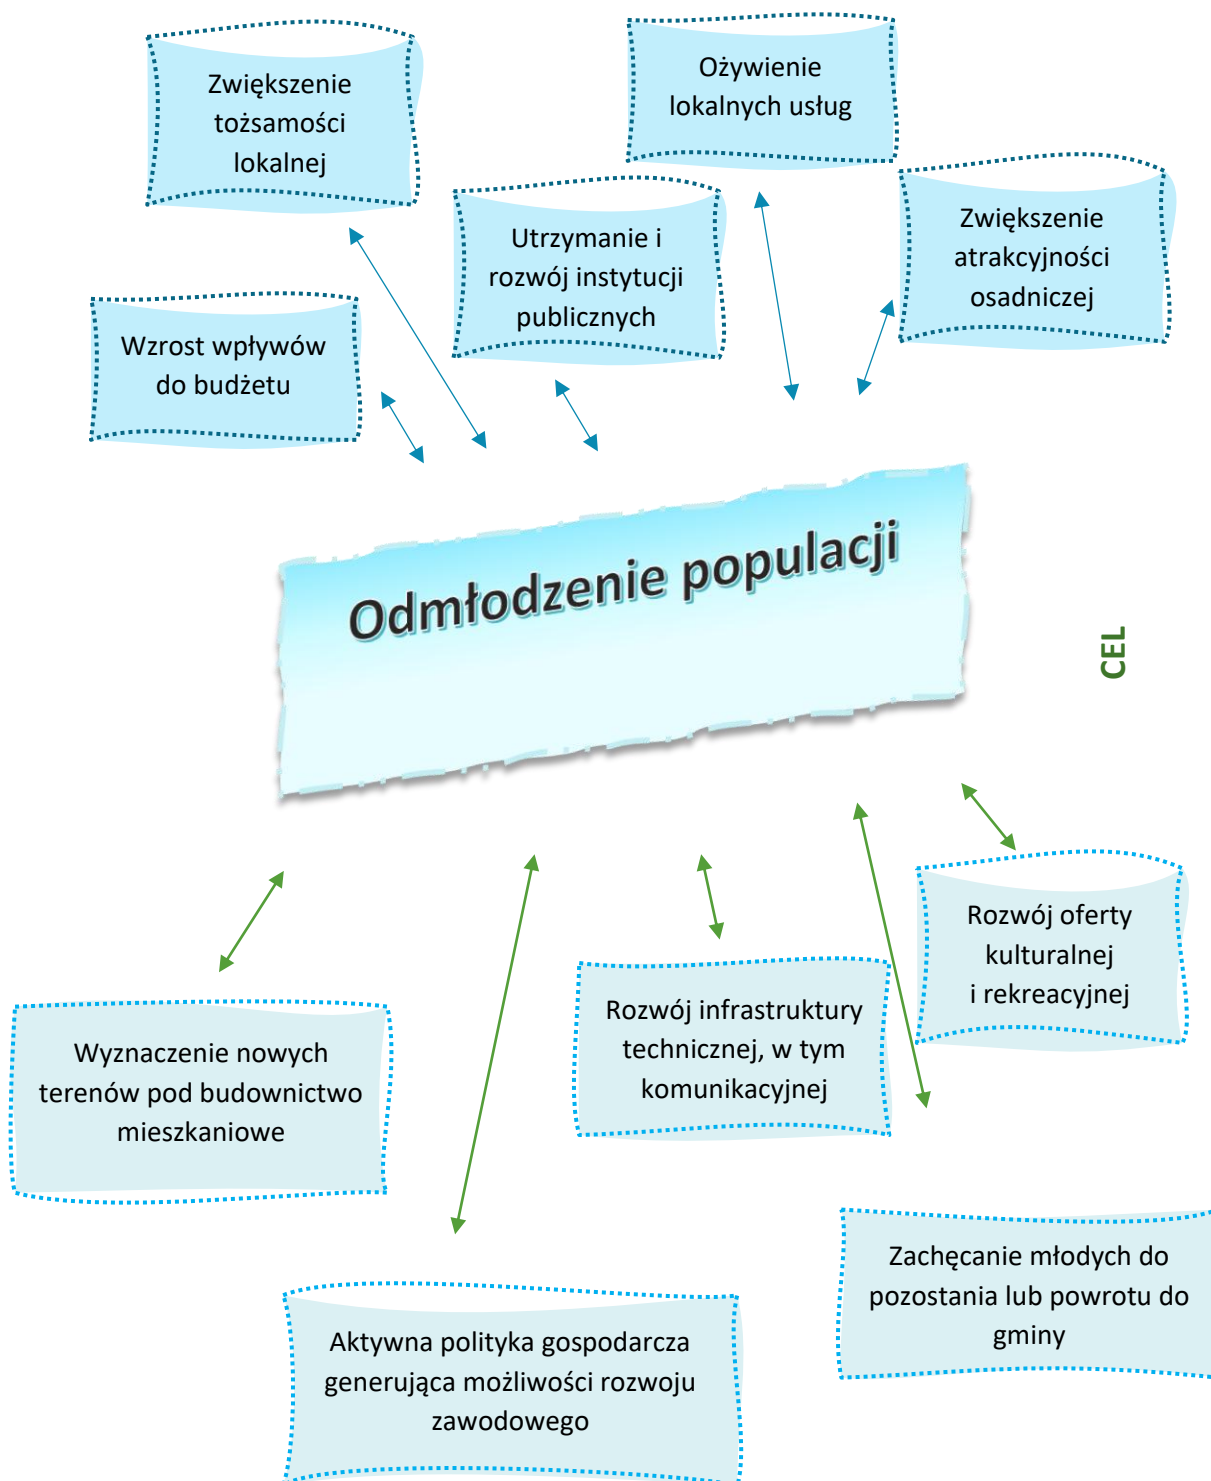 Zwiększenie
tożsamości
lokalnej
Ożywienie
lokalnych usług
Utrzymanie i
rozwój instytucji
publicznych
Zwiększenie
atrakcyjności
osadniczej
Wzrost wpływów
do budżetu
Odmłodzenie populacji
CEL
Rozwój oferty
kulturalnej
i rekreacyjnej
Rozwój infrastruktury
technicznej, w tym
komunikacyjnej
Wyznaczenie nowych
terenów pod budownictwo
mieszkaniowe
Zachęcanie młodych do
pozostania lub powrotu do
gminy
Aktywna polityka gospodarcza
generująca możliwości rozwoju
zawodowego